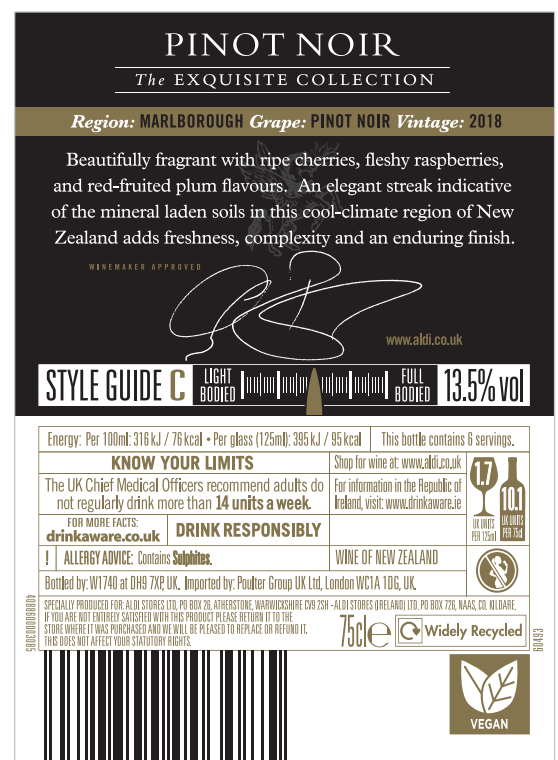 PINOT NOIR
The EXQUISITE COLLECTION
Region: MARLBOROUGH Grape: PINOT NOIR Vintage: 2018
Beautifully fragrant with ripe cherries, fleshy raspberries,
and red-fruited plum flavours. An elegant streak indicative
of the mineral laden soils in this cool-climate region of New
Zealand adds freshness, complexity and an enduring finish.
WINEMAKER APPROVED
www.aldi.co.uk
STYLE GUIDE C
LIGHT
BODIED
FULL
BODIED
13.5% vol
Energy: Per 100ml: 316 kJ / 76 kcal • Per glass (125ml): 395 kJ / 95 kcal
This bottle contains 6 servings.
KNOW YOUR LIMITS
The UK Chief Medical Officers recommend adults do
not regularly drink more than 14 units a week.
FOR MORE FACTS:
drinkaware.co.uk
DRINK RESPONSIBLY
Shop for wine at: www.aldi.co.uk
For information in the Republic of
Ireland, visit: www.drinkaware.ie
1.7
UK UNITS
PER 125ml
10.1
UK UNITS
PER 75cl
! ALLERGY ADVICE: Contains Sulphites.
WINE OF NEW ZEALAND
Bottled by: W1740 at DH9 7XP, UK. Imported by: Poulter Group UK Ltd, London WC1A 1DG, UK.
SPECIALLY PRODUCED FOR: ALDI STORES LTD, PO BOX 26, ATHERSTONE, WARWICKSHIRE CV9 2SH - ALDI STORES (IRELAND) LTD. PO BOX 726, NAAS, CO. KILDARE.
IF YOU ARE NOT ENTIRELY SATISFIED WITH THIS PRODUCT PLEASE RETURN IT TO THE
STORE WHERE IT WAS PURCHASED AND WE WILL BE PLEASED TO REPLACE OR REFUND IT.
THIS DOES NOT AFFECT YOUR STATUTORY RIGHTS.
75cl e
Widely Recycled
60493
VEGAN